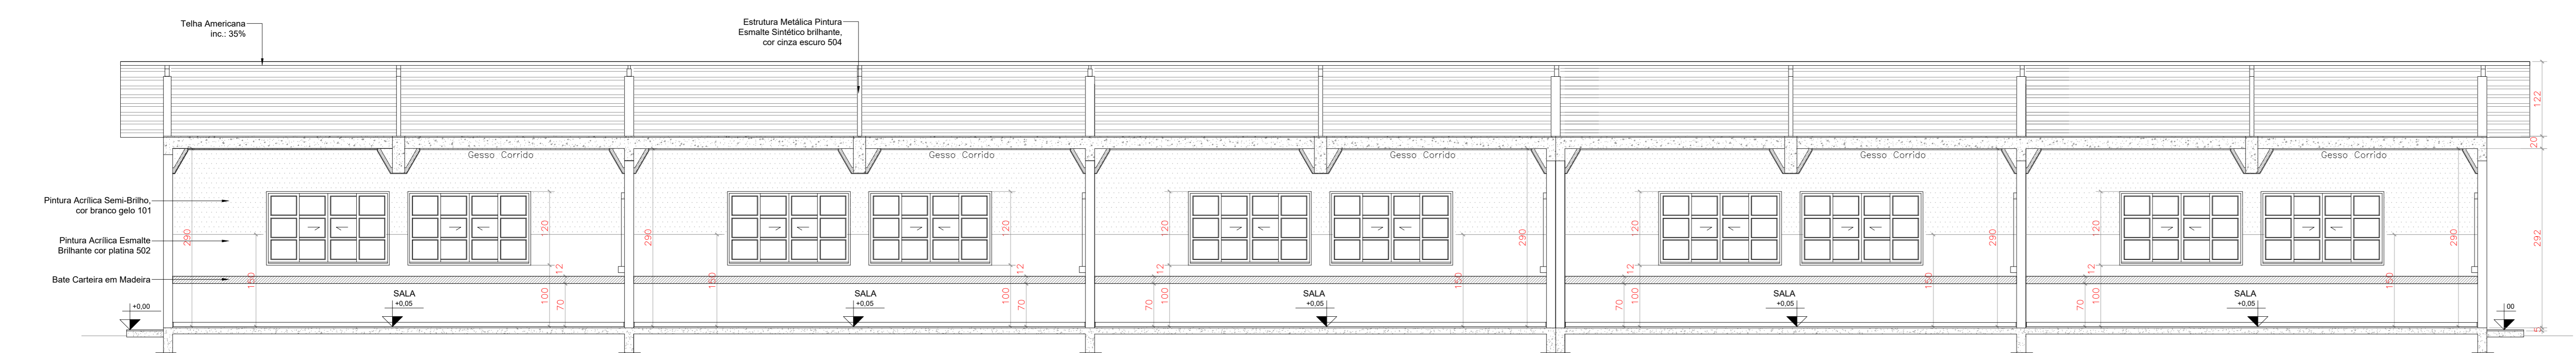 Telha Americana
inc.: 35%
Estrutura Metálica Pintura
Esmalte Sintético brilhante,
cor cinza escuro 504
122
20
Gesso Corrido
Gesso Corrido
Gesso Corrido
Gesso Corrido
Gesso Corrido
Pintura Acrílica Semi-Brilho,
cor branco gelo 101
Pintura Acrílica Esmalte
Brilhante cor platina 502
Bate Carteira em Madeira
290
150
120
12
100
70
290
150
120
12
100
70
120
12
100
70
290
150
120
12
100
70
290
150
120
12
100
70
290
150
292
5
SALA
+0,05
SALA
+0,05
SALA
+0,05
SALA
+0,05
SALA
+0,05
+0,00
00